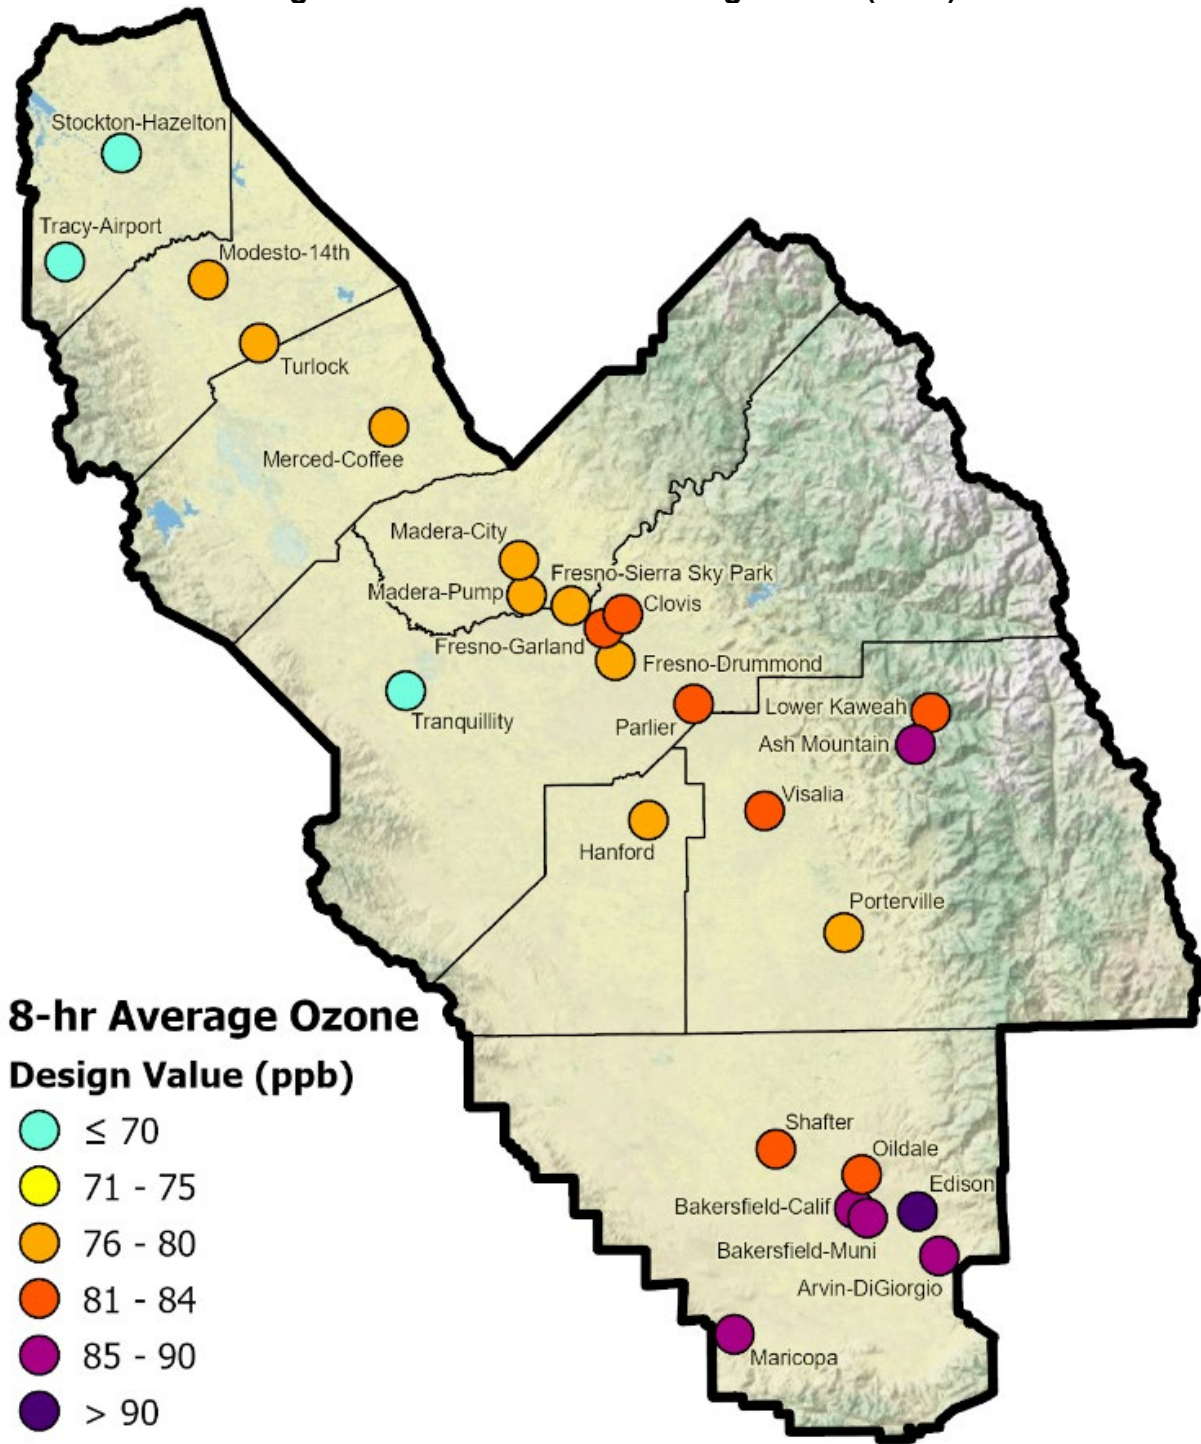 Stockton-Hazelton
Tracy-Airport
Modesto-14th
Turlock
Merced-Coffee
Madera-City
Fresno-Sierra Sky Park
Madera-Pump
Clovis
Fresno-Garland
Fresno-Drummond
Tranquillity
Parlier
Lower Kaweah
Ash Mountain
Visalia
Hanford
Porterville
8-hr Average Ozone
Design Value (ppb)
≤ 70
71 - 75
76 - 80
81 - 84
85 - 90
> 90
Shafter
Oildale
Edison
Bakersfield-Calif
Bakersfield-Muni
Arvin-DiGiorgio
Maricopa